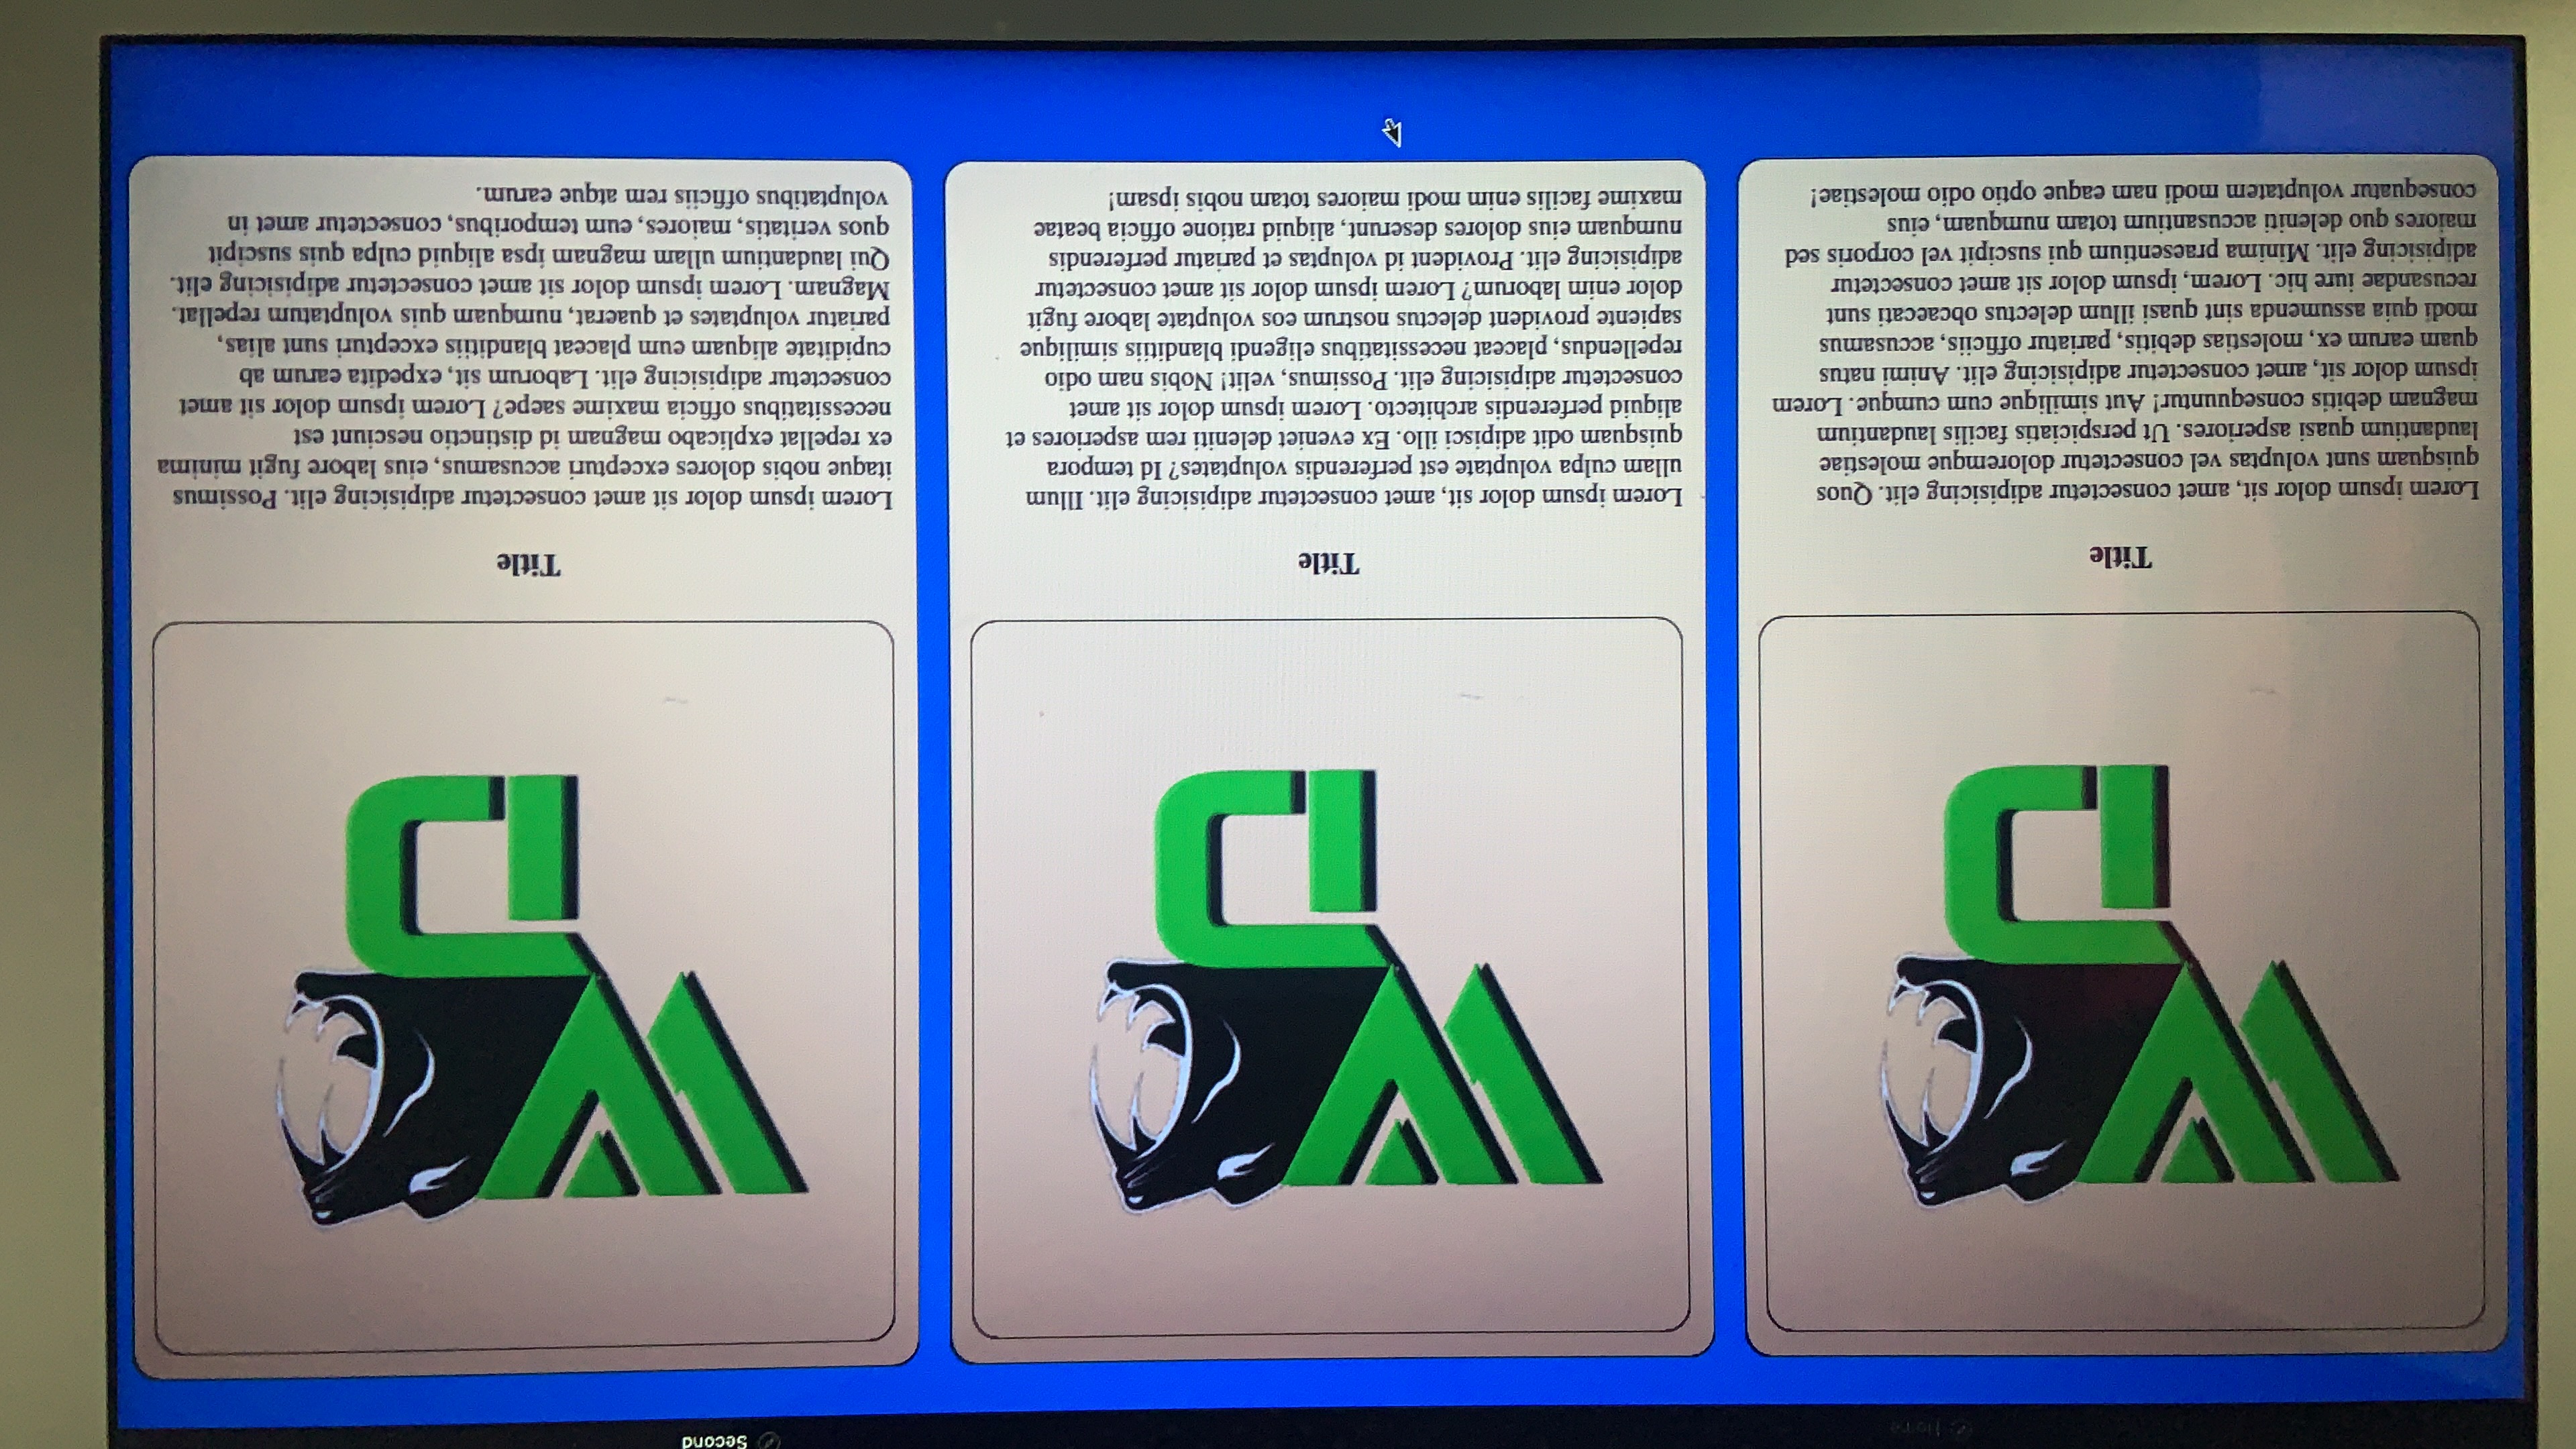 Home
Second
WD
WD
WD
Title
Lorem ipsum dolor sit, amet consectetur adipisicing elit. Quos
quisquam sunt voluptas vel consectetur doloremque molestiae
laudantium quasi asperiores. Ut perspiciatis facilis laudantium
magnam debitis consequuntur! Aut similique cum cumque. Lorem
ipsum dolor sit, amet consectetur adipisicing elit. Animi natus
quam earum ex, molestias debitis, pariatur officiis, accusamus
modi quia assumenda sint quasi illum delectus obcaecati sunt
recusandae iure hic. Lorem, ipsum dolor sit amet consectetur
adipisicing elit. Minima praesentium qui suscipit vel corporis sed
maiores quo deleniti accusantium totam numquam, eius
consequatur voluptatem modi nam eaque optio odio molestiae!
Title
Lorem ipsum dolor sit, amet consectetur adipisicing elit. Illum
ullam culpa voluptate est perferendis voluptates? Id tempora
quisquam odit adipisci illo. Ex eveniet deleniti rem asperiores et
aliquid perferendis architecto. Lorem ipsum dolor sit amet
consectetur adipisicing elit. Possimus, velit! Nobis nam odio
repellendus, placeat necessitatibus eligendi blanditiis similique
sapiente provident delectus nostrum eos voluptate labore fugit
dolor enim laborum? Lorem ipsum dolor sit amet consectetur
adipisicing elit. Provident id voluptas et pariatur perferendis
numquam eius dolores deserunt, aliquid ratione officia beatae
maxime facilis enim modi maiores totam nobis ipsam!
Title
Lorem ipsum dolor sit amet consectetur adipisicing elit. Possimus
itaque nobis dolores excepturi accusamus, eius labore fugit minima
ex repellat explicabo magnam id distinctio nesciunt est
necessitatibus officia maxime saepe? Lorem ipsum dolor sit amet
consectetur adipisicing elit. Laborum sit, expedita earum ab
cupiditate aliquam eum placeat blanditiis excepturi sunt alias,
pariatur voluptates et quaerat, numquam quis voluptatum repellat.
Magnam. Lorem ipsum dolor sit amet consectetur adipisicing elit.
Qui laudantium ullam magnam ipsa aliquid culpa quis suscipit
quos veritatis, maiores, eum temporibus, consectetur amet in
voluptatibus officiis rem atque earum.